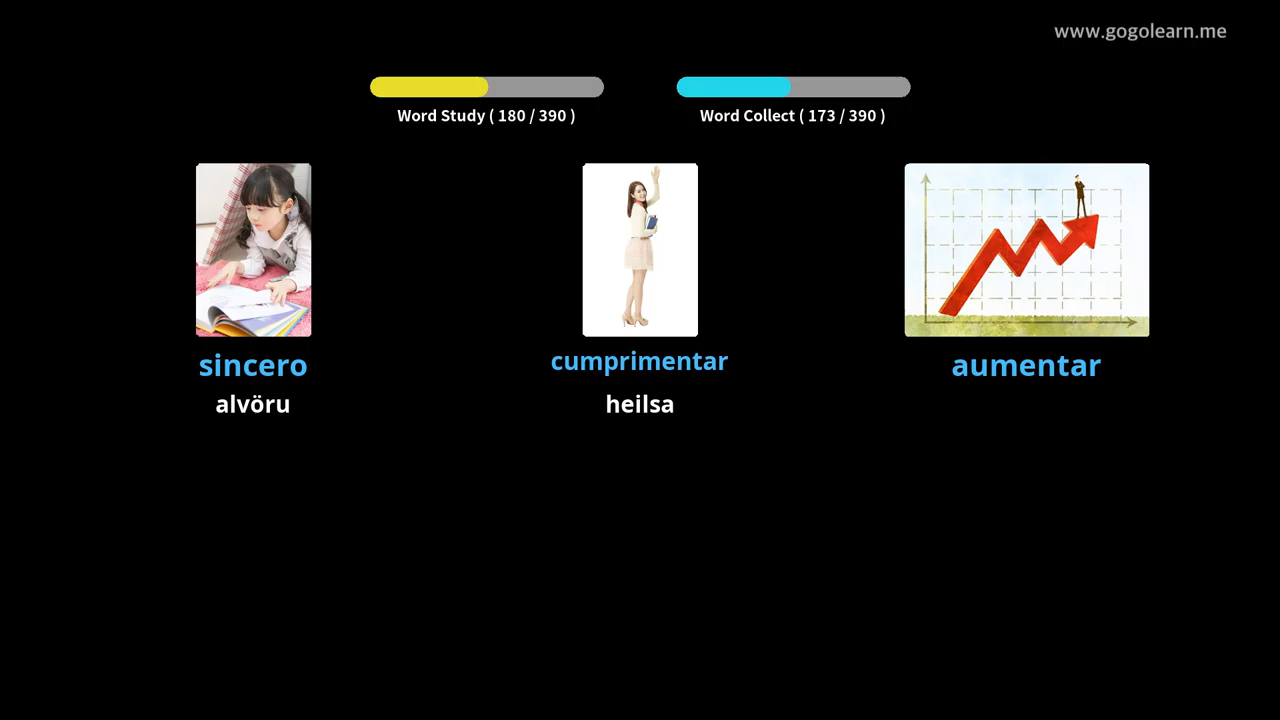 www.gogolearn.me
Word Study ( 180 / 390 )
Word Collect ( 173 / 390 )
sincero
cumprimentar
aumentar
alvöru
heilsa